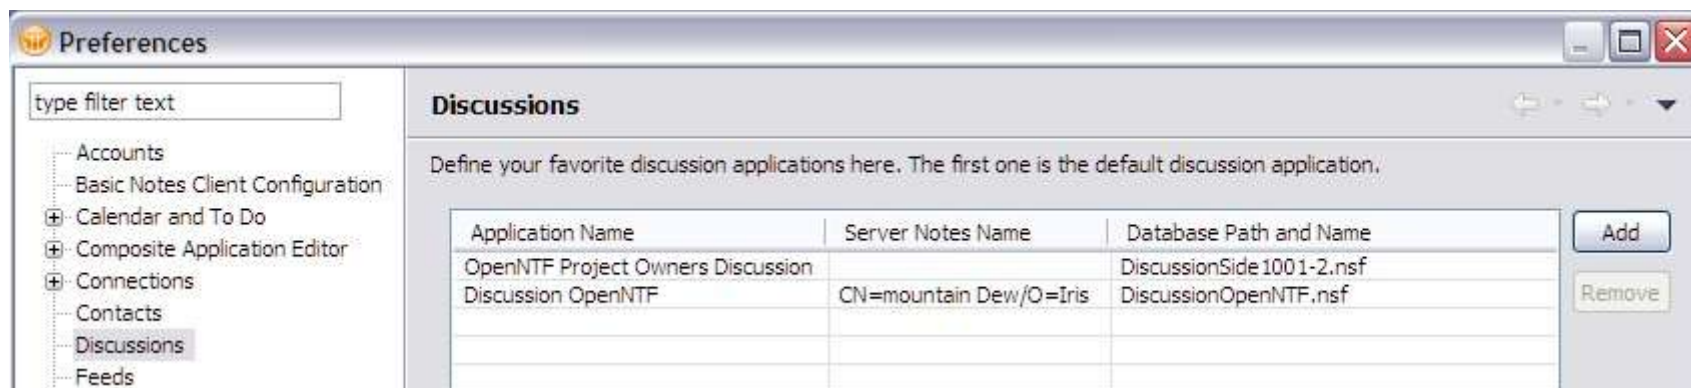 Preferences
type filter text
Accounts
Basic Notes Client Configuration
Calendar and To Do
Composite Application Editor
Connections
Contacts
Discussions
Feeds
Discussions
Define your favorite discussion applications here. The first one is the default discussion application.
Application Name Server Notes Name Database Path and Name
OpenNTF Project Owners Discussion DiscussionSide1001-2.nsf
Discussion OpenNTF CN=mountain Dew/O=Iris DiscussionOpenNTF.nsf
Add
Remove